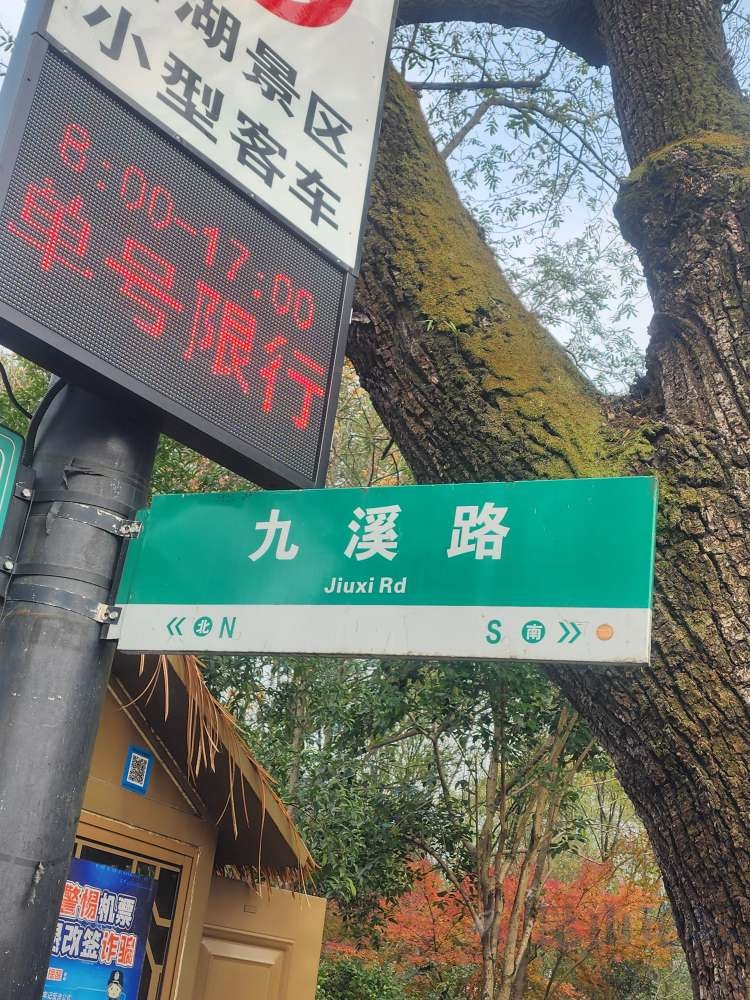 湖景区
小型客车
8:00-17:00
单号限行
九溪路
Jiuxi Rd
《 北 N
S 南 》
警惕机票
改签诈骗